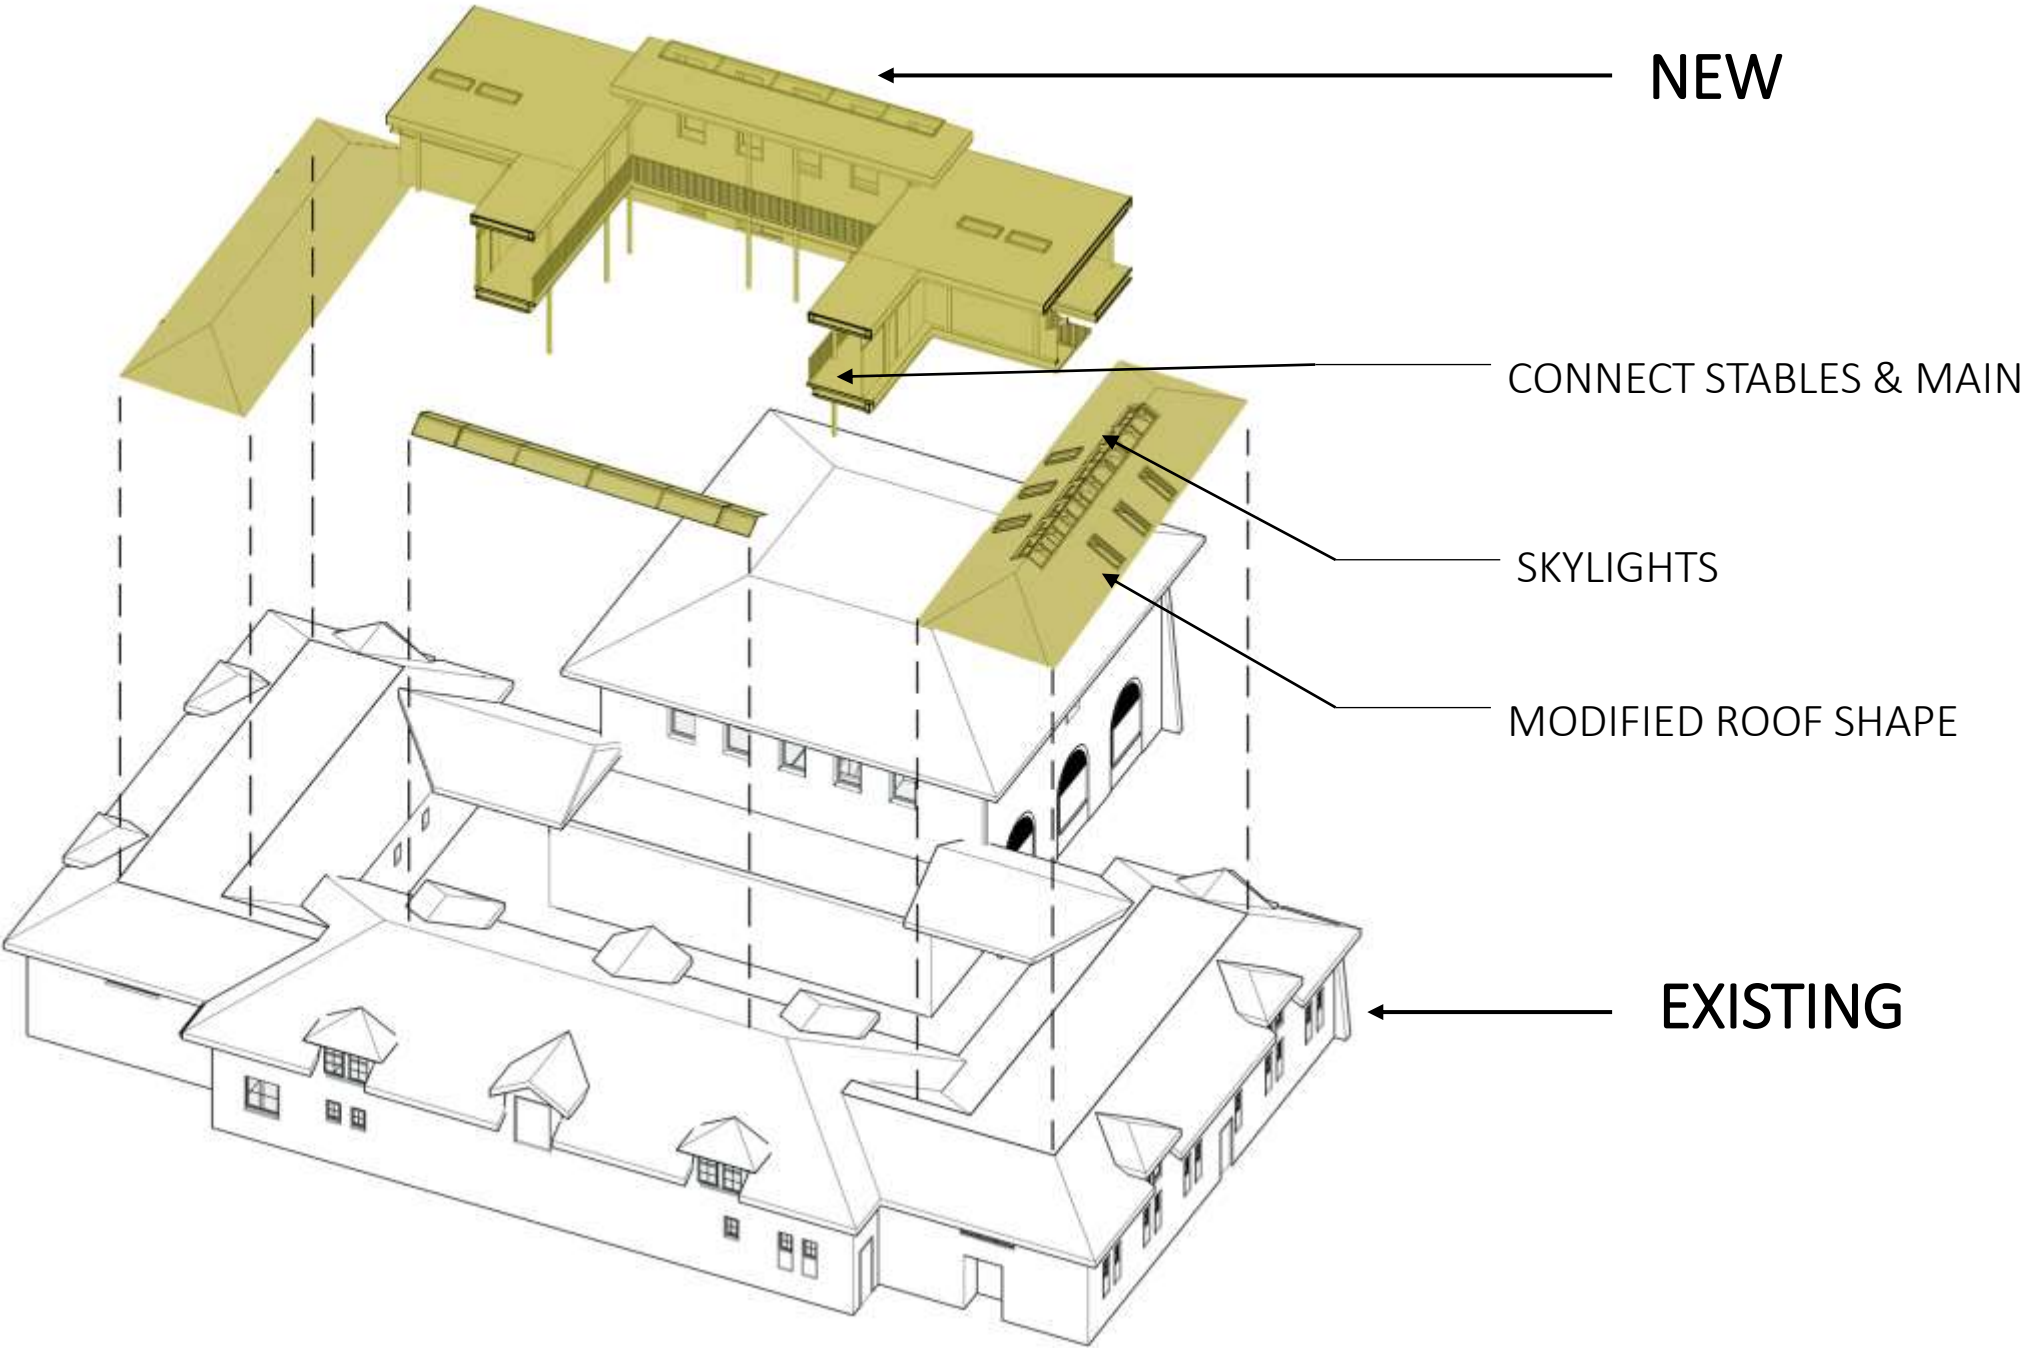 NEW
CONNECT STABLES & MAIN
SKYLIGHTS
MODIFIED ROOF SHAPE
EXISTING